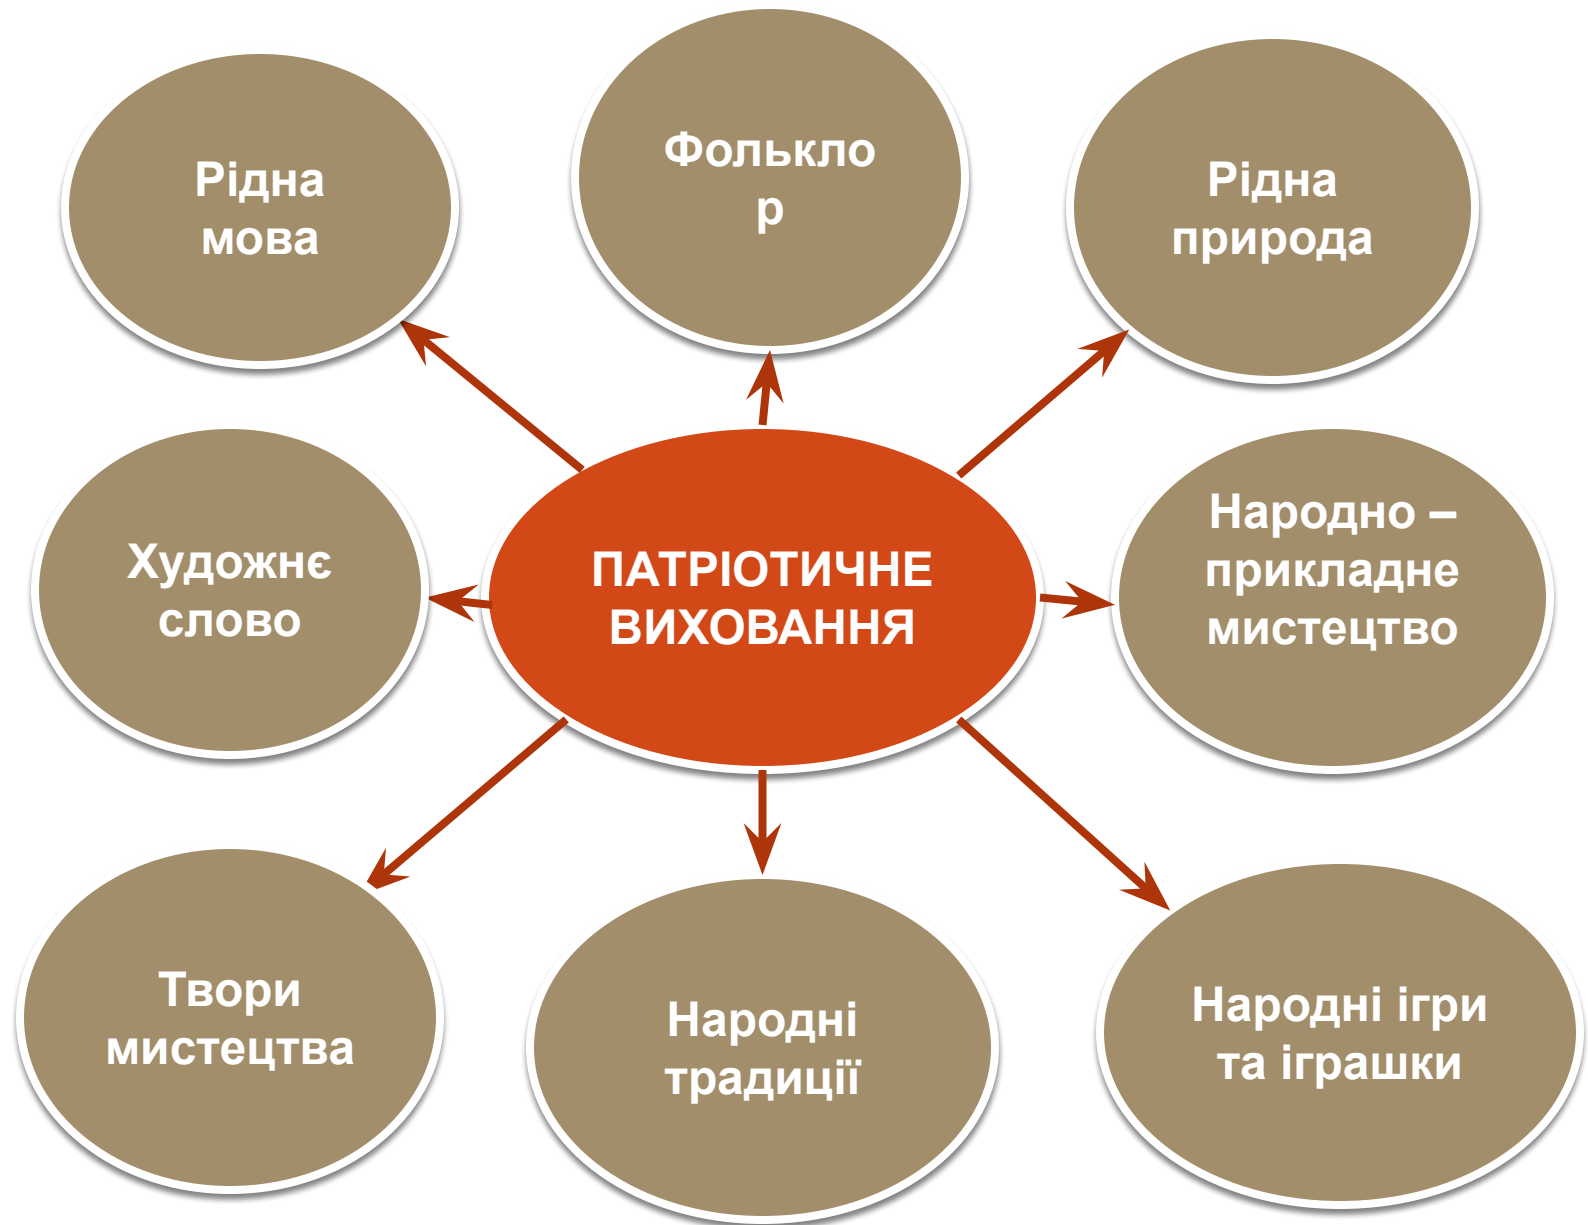 Рідна
мова
Фолькло
р
Рідна
природа
Художнє
слово
ПАТРІОТИЧНЕ
ВИХОВАННЯ
Народно –
прикладне
мистецтво
Твори
мистецтва
Народні
традиції
Народні ігри
та іграшки